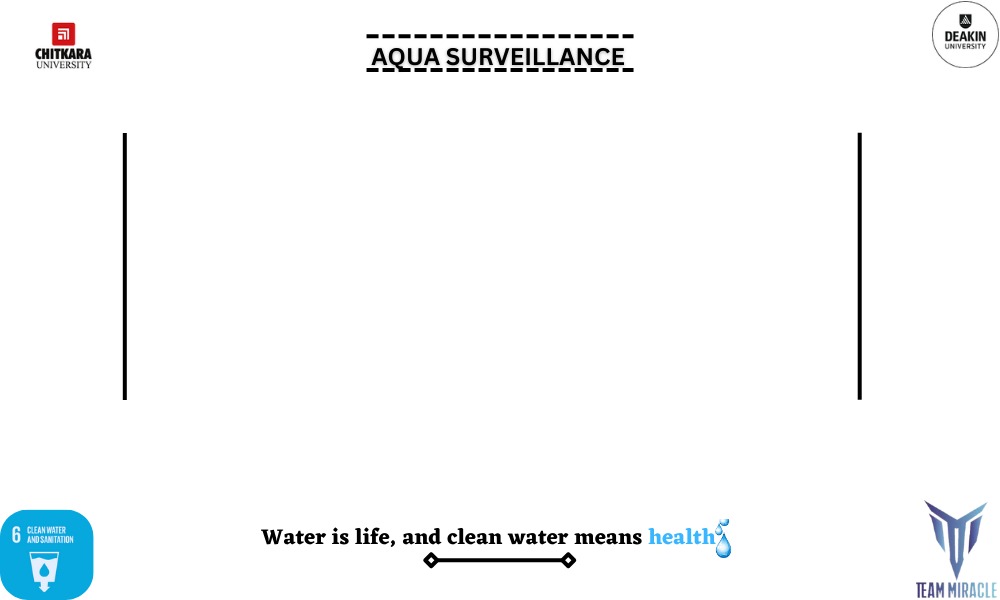 CHITKARA
UNIVERSITY
AQUA SURVEILLANCE
DEAKIN
UNIVERSITY
6 CLEAN WATER
AND SANITATION
Water is life, and clean water means health
TEAM MIRACLE